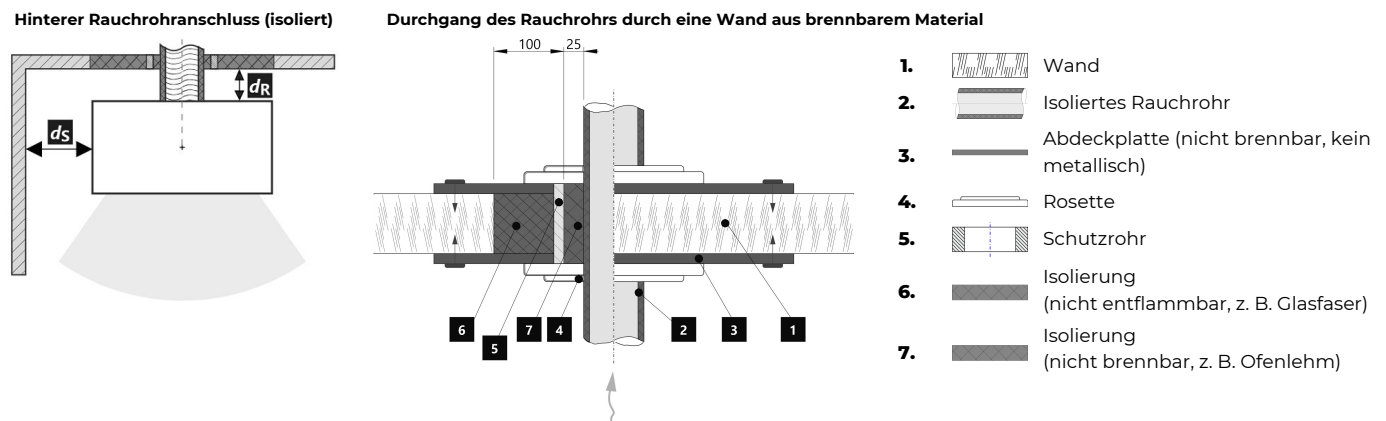 Hinterer Rauchrohranschluss (isoliert)
dR
dS
Durchgang des Rauchrohrs durch eine Wand aus brennbarem Material
100
25
6
5
7
4
2
3
1
1.
Wand
2.
Isoliertes Rauchrohr
3.
Abdeckplatte (nicht brennbar, kein
metallisch)
4.
Rosette
5.
Schutzrohr
6.
Isolierung
(nicht entflammbar, z. B. Glasfaser)
7.
Isolierung
(nicht brennbar, z. B. Ofenlehm)